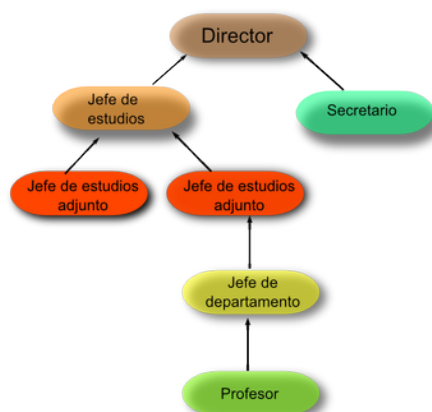 Director
Jefe de
estudios
Secretario
Jefe de estudios
adjunto
Jefe de estudios
adjunto
Jefe de
departamento
Profesor